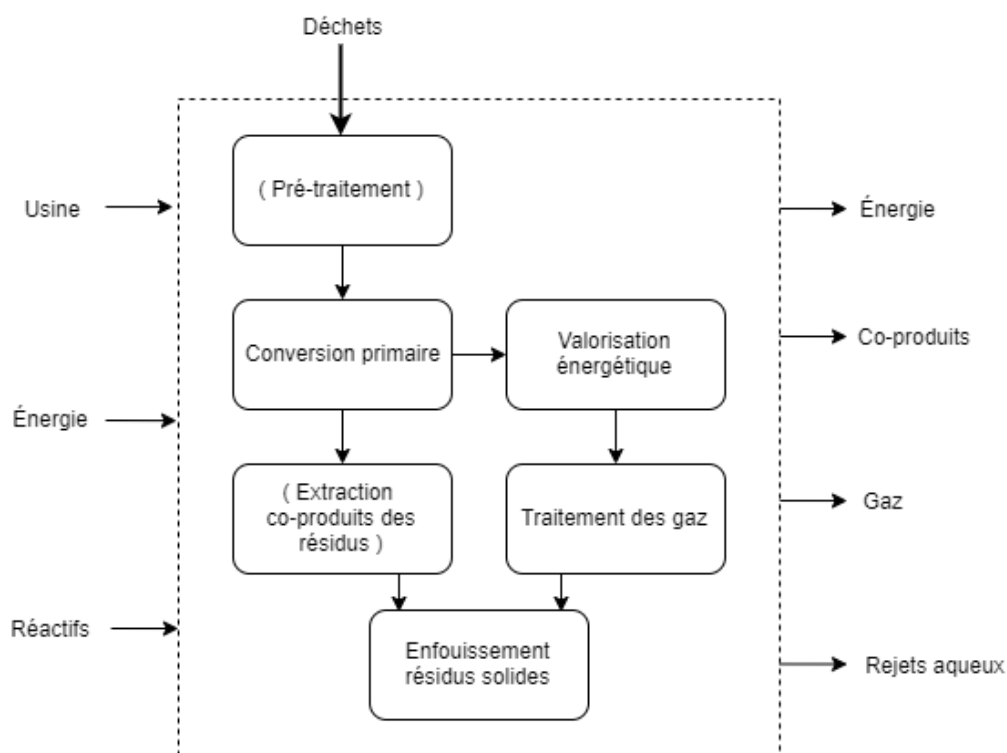 Déchets
( Pré-traitement )
Usine
Énergie
Conversion primaire
Valorisation
énergétique
Co-produits
Énergie
( Extraction
co-produits des
résidus )
Traitement des gaz
Gaz
Réactifs
Enfouissement
résidus solides
Rejets aqueux